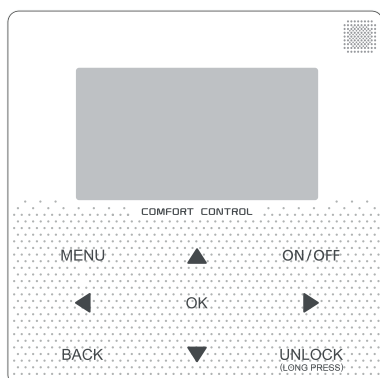 COMFORT CONTROL
MENU
ON/OFF
OK
BACK
UNLOCK
(LONG PRESS)